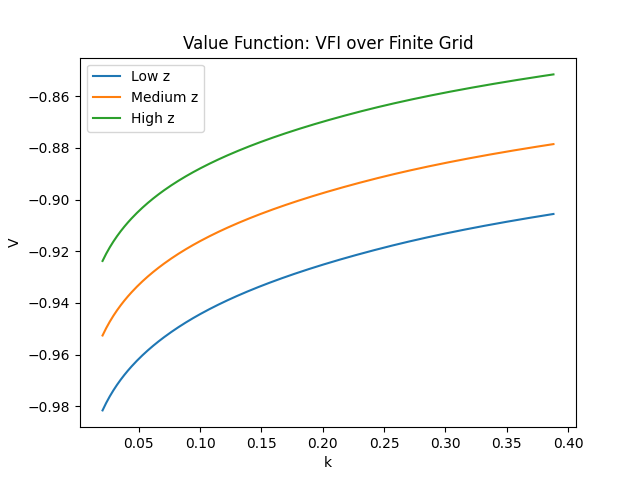 Value Function: VFI over Finite Grid
Low z
Medium z
High z
−0.86
−0.88
−0.90
−0.92
−0.94
−0.96
−0.98
V
0.05 0.10 0.15 0.20 0.25 0.30 0.35 0.40
k